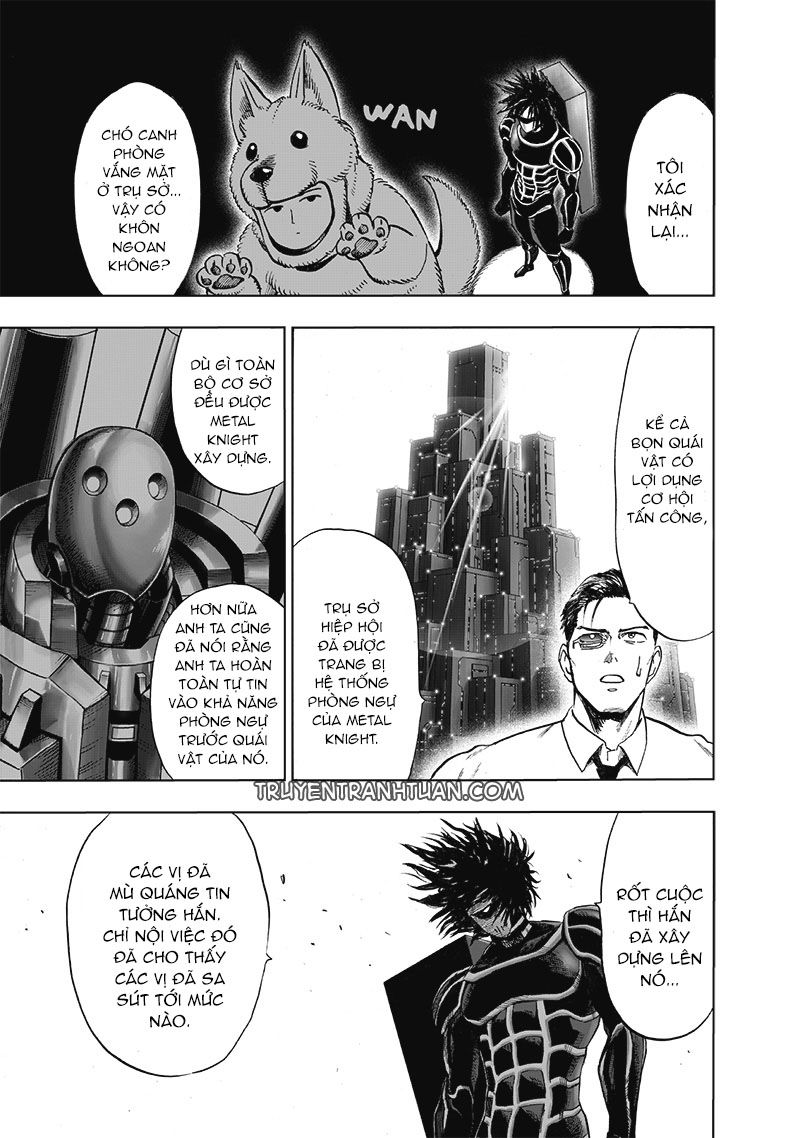 TÔI
XÁC
NHẬN
LẠI...
WAN
CHÓ CANH
PHÒNG
VẮNG MẶT
Ở TRỤ SỞ...
VẬY CÓ
KHÔN
NGOAN
KHÔNG?
KỂ CẢ
BỌN QUÁI
VẬT CÓ
LỢI DỤNG
CƠ HỘI
TẤN CÔNG,
TRỤ SỞ
HIỆP HỘI
ĐÃ ĐƯỢC
TRANG BỊ
HỆ THỐNG
PHÒNG NGỰ
CỦA METAL
KNIGHT.
DÙ GÌ TOÀN
BỘ CƠ SỞ
ĐỀU ĐƯỢC
METAL
KNIGHT
XÂY DỰNG.
HƠN NỮA
ANH TA CŨNG
ĐÃ NÓI RẰNG
ANH TA HOÀN
TOÀN TỰ TIN
VÀO KHẢ NĂNG
PHÒNG NGỰ
TRƯỚC QUÁI
VẬT CỦA NÓ.
TRUYENTRANHTUAN.COM
RỐT CUỘC
THÌ HẮN
ĐÃ XÂY
DỰNG LÊN
NÓ...
CÁC VỊ ĐÃ
MÙ QUÁNG TIN
TƯỞNG HẮN.
CHỈ NỘI VIỆC ĐÓ
ĐÃ CHO THẤY
CÁC VỊ ĐÃ SA
SÚT TỚI MỨC
NÀO.